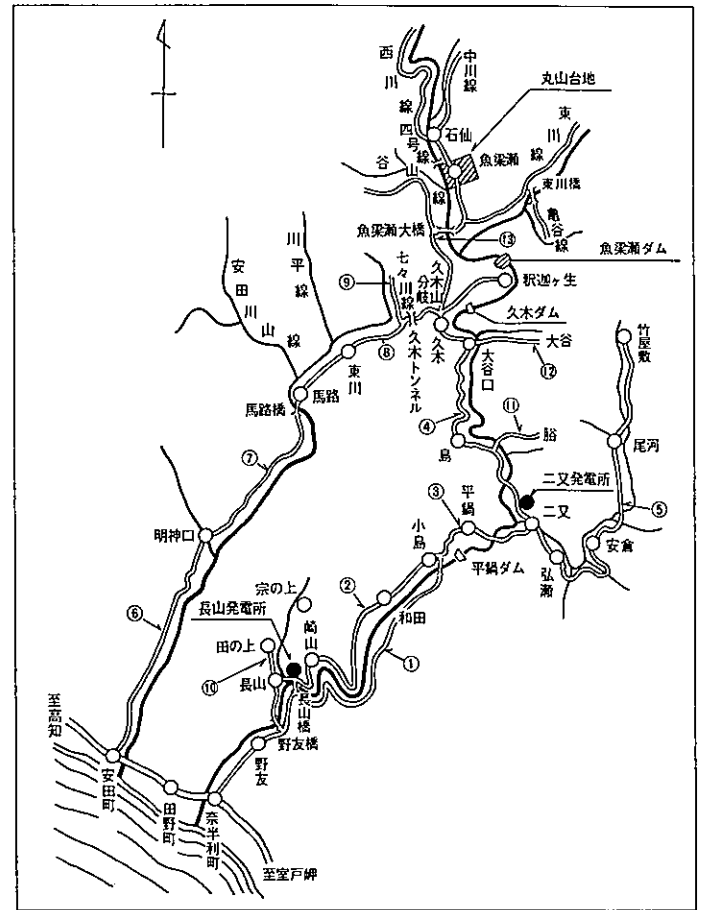 西川線
中川線
丸山台地
四号線
石仙
東川線
谷山線
魚梁瀬
東川橋
亀谷線
魚梁瀬大橋
⑬
魚梁瀬ダム
川平線
安田川山線
⑨
七々川線
久木山分岐
釈迦ヶ生
久木ダム
竹屋敷
⑧
久木トンネル
久木
大谷
大谷口
⑫
東川
馬路
馬路橋
④
⑪
島
尾河
⑦
二又発電所
③
平鍋
二又
⑤
明神口
小島
安倉
平鍋ダム
弘瀬
②
宗の上
和田
長山発電所
崎山
①
⑥
田の上
⑩
長山
長山橋
至高知
野友橋
野友
安田町
田野町
奈半利町
至室戸岬